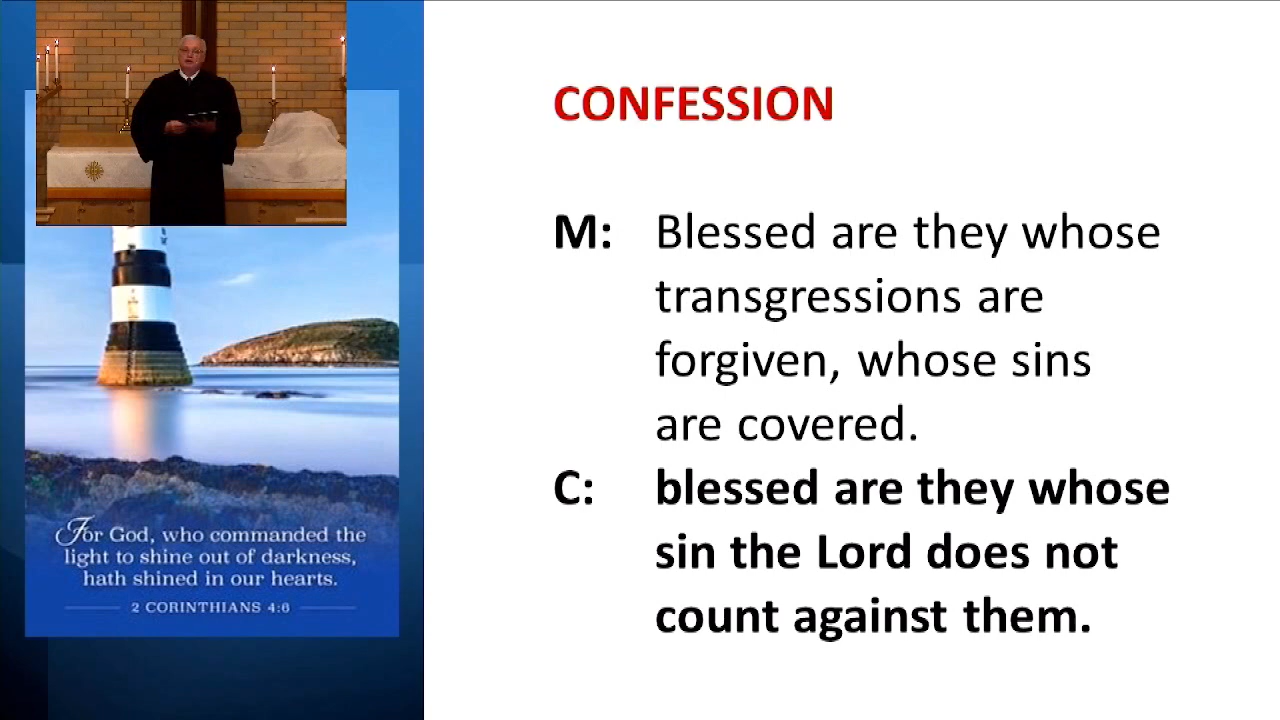 CONFESSION
M: Blessed are they whose
transgressions are
forgiven, whose sins
are covered.
C: blessed are they whose
sin the Lord does not
count against them.
For God, who commanded the
light to shine out of darkness,
hath shined in our hearts.
2 CORINTHIANS 4:6